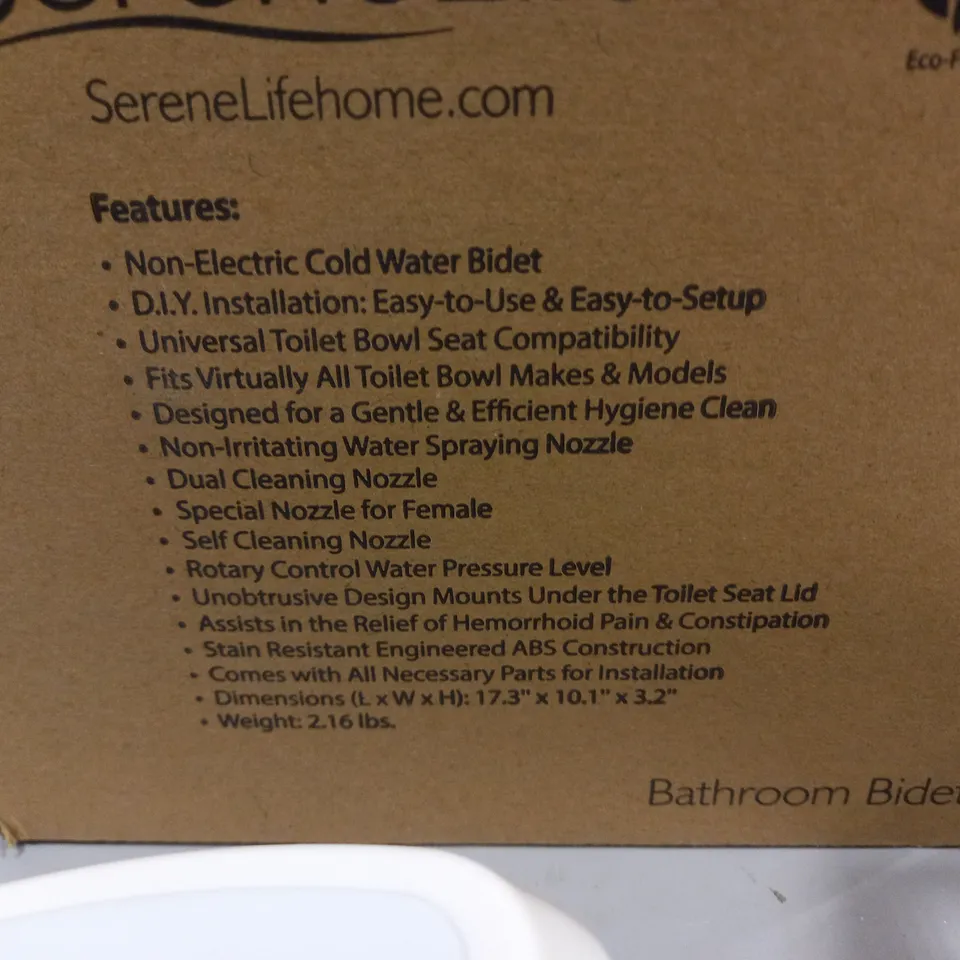 SereneLifehome.com
Eco-F
Features:
• Non-Electric Cold Water Bidet
• D.I.Y. Installation: Easy-to-Use & Easy-to-Setup
• Universal Toilet Bowl Seat Compatibility
• Fits Virtually All Toilet Bowl Makes & Models
• Designed for a Gentle & Efficient Hygiene Clean
• Non-Irritating Water Spraying Nozzle
• Dual Cleaning Nozzle
• Special Nozzle for Female
• Self Cleaning Nozzle
• Rotary Control Water Pressure Level
• Unobtrusive Design Mounts Under the Toilet Seat Lid
• Assists in the Relief of Hemorrhoid Pain & Constipation
• Stain Resistant Engineered ABS Construction
• Comes with All Necessary Parts for Installation
• Dimensions (L x W x H): 17.3" x 10.1" x 3.2"
• Weight: 2.16 lbs.
Bathroom Bidet